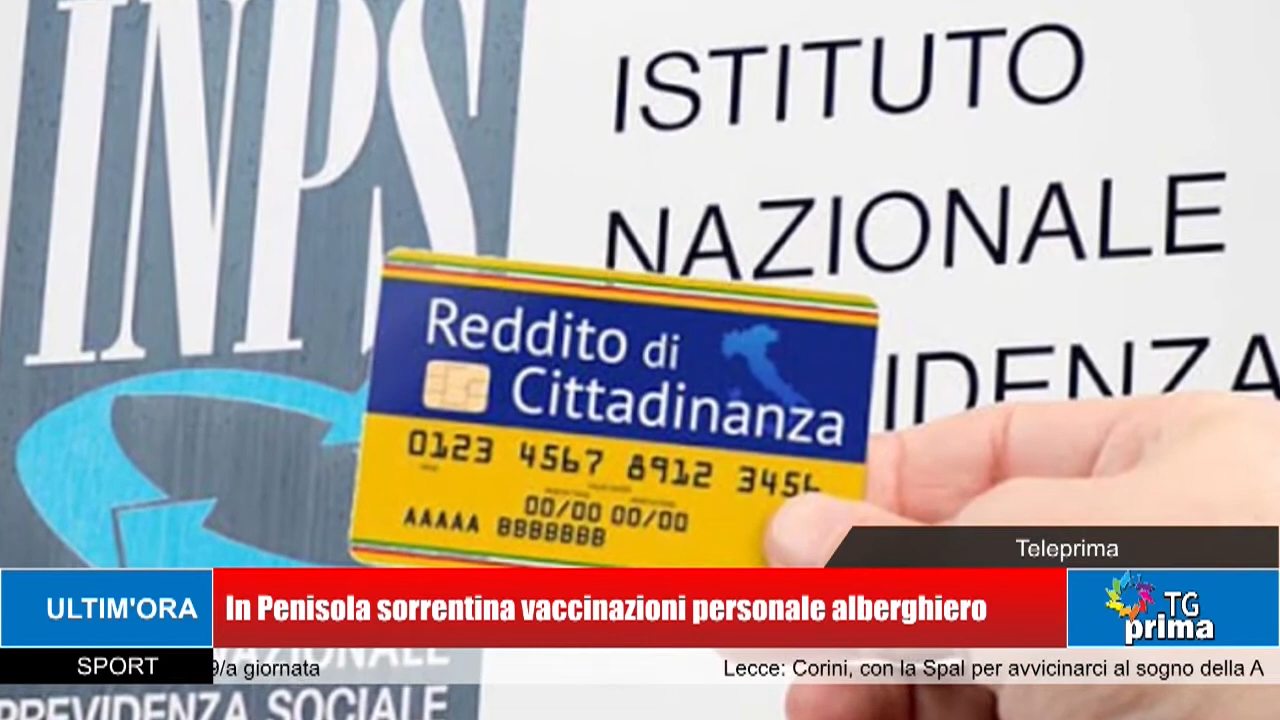 INPS
ISTITUTO
NAZIONALE
IDENZA
Reddito di
Cittadinanza
0123 4567 8912 3456
00/00 00/00
AAAAA BBBBBBB
Teleprima
ULTIM'ORA
In Penisola sorrentina vaccinazioni personale alberghiero
TG
prima
SPORT
9/a giornata
Lecce: Corini, con la Spal per avvicinarci al sogno della A
NAZIONALE
PREVIDENZA SOCIALE